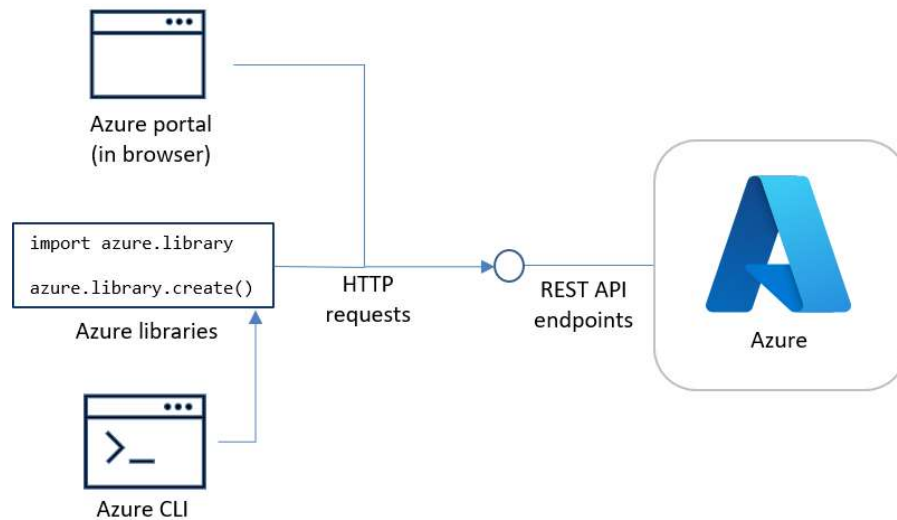 Azure portal
(in browser)
import azure.library
azure.library.create()
Azure libraries
>_
Azure CLI
HTTP
requests
REST API
endpoints
Azure